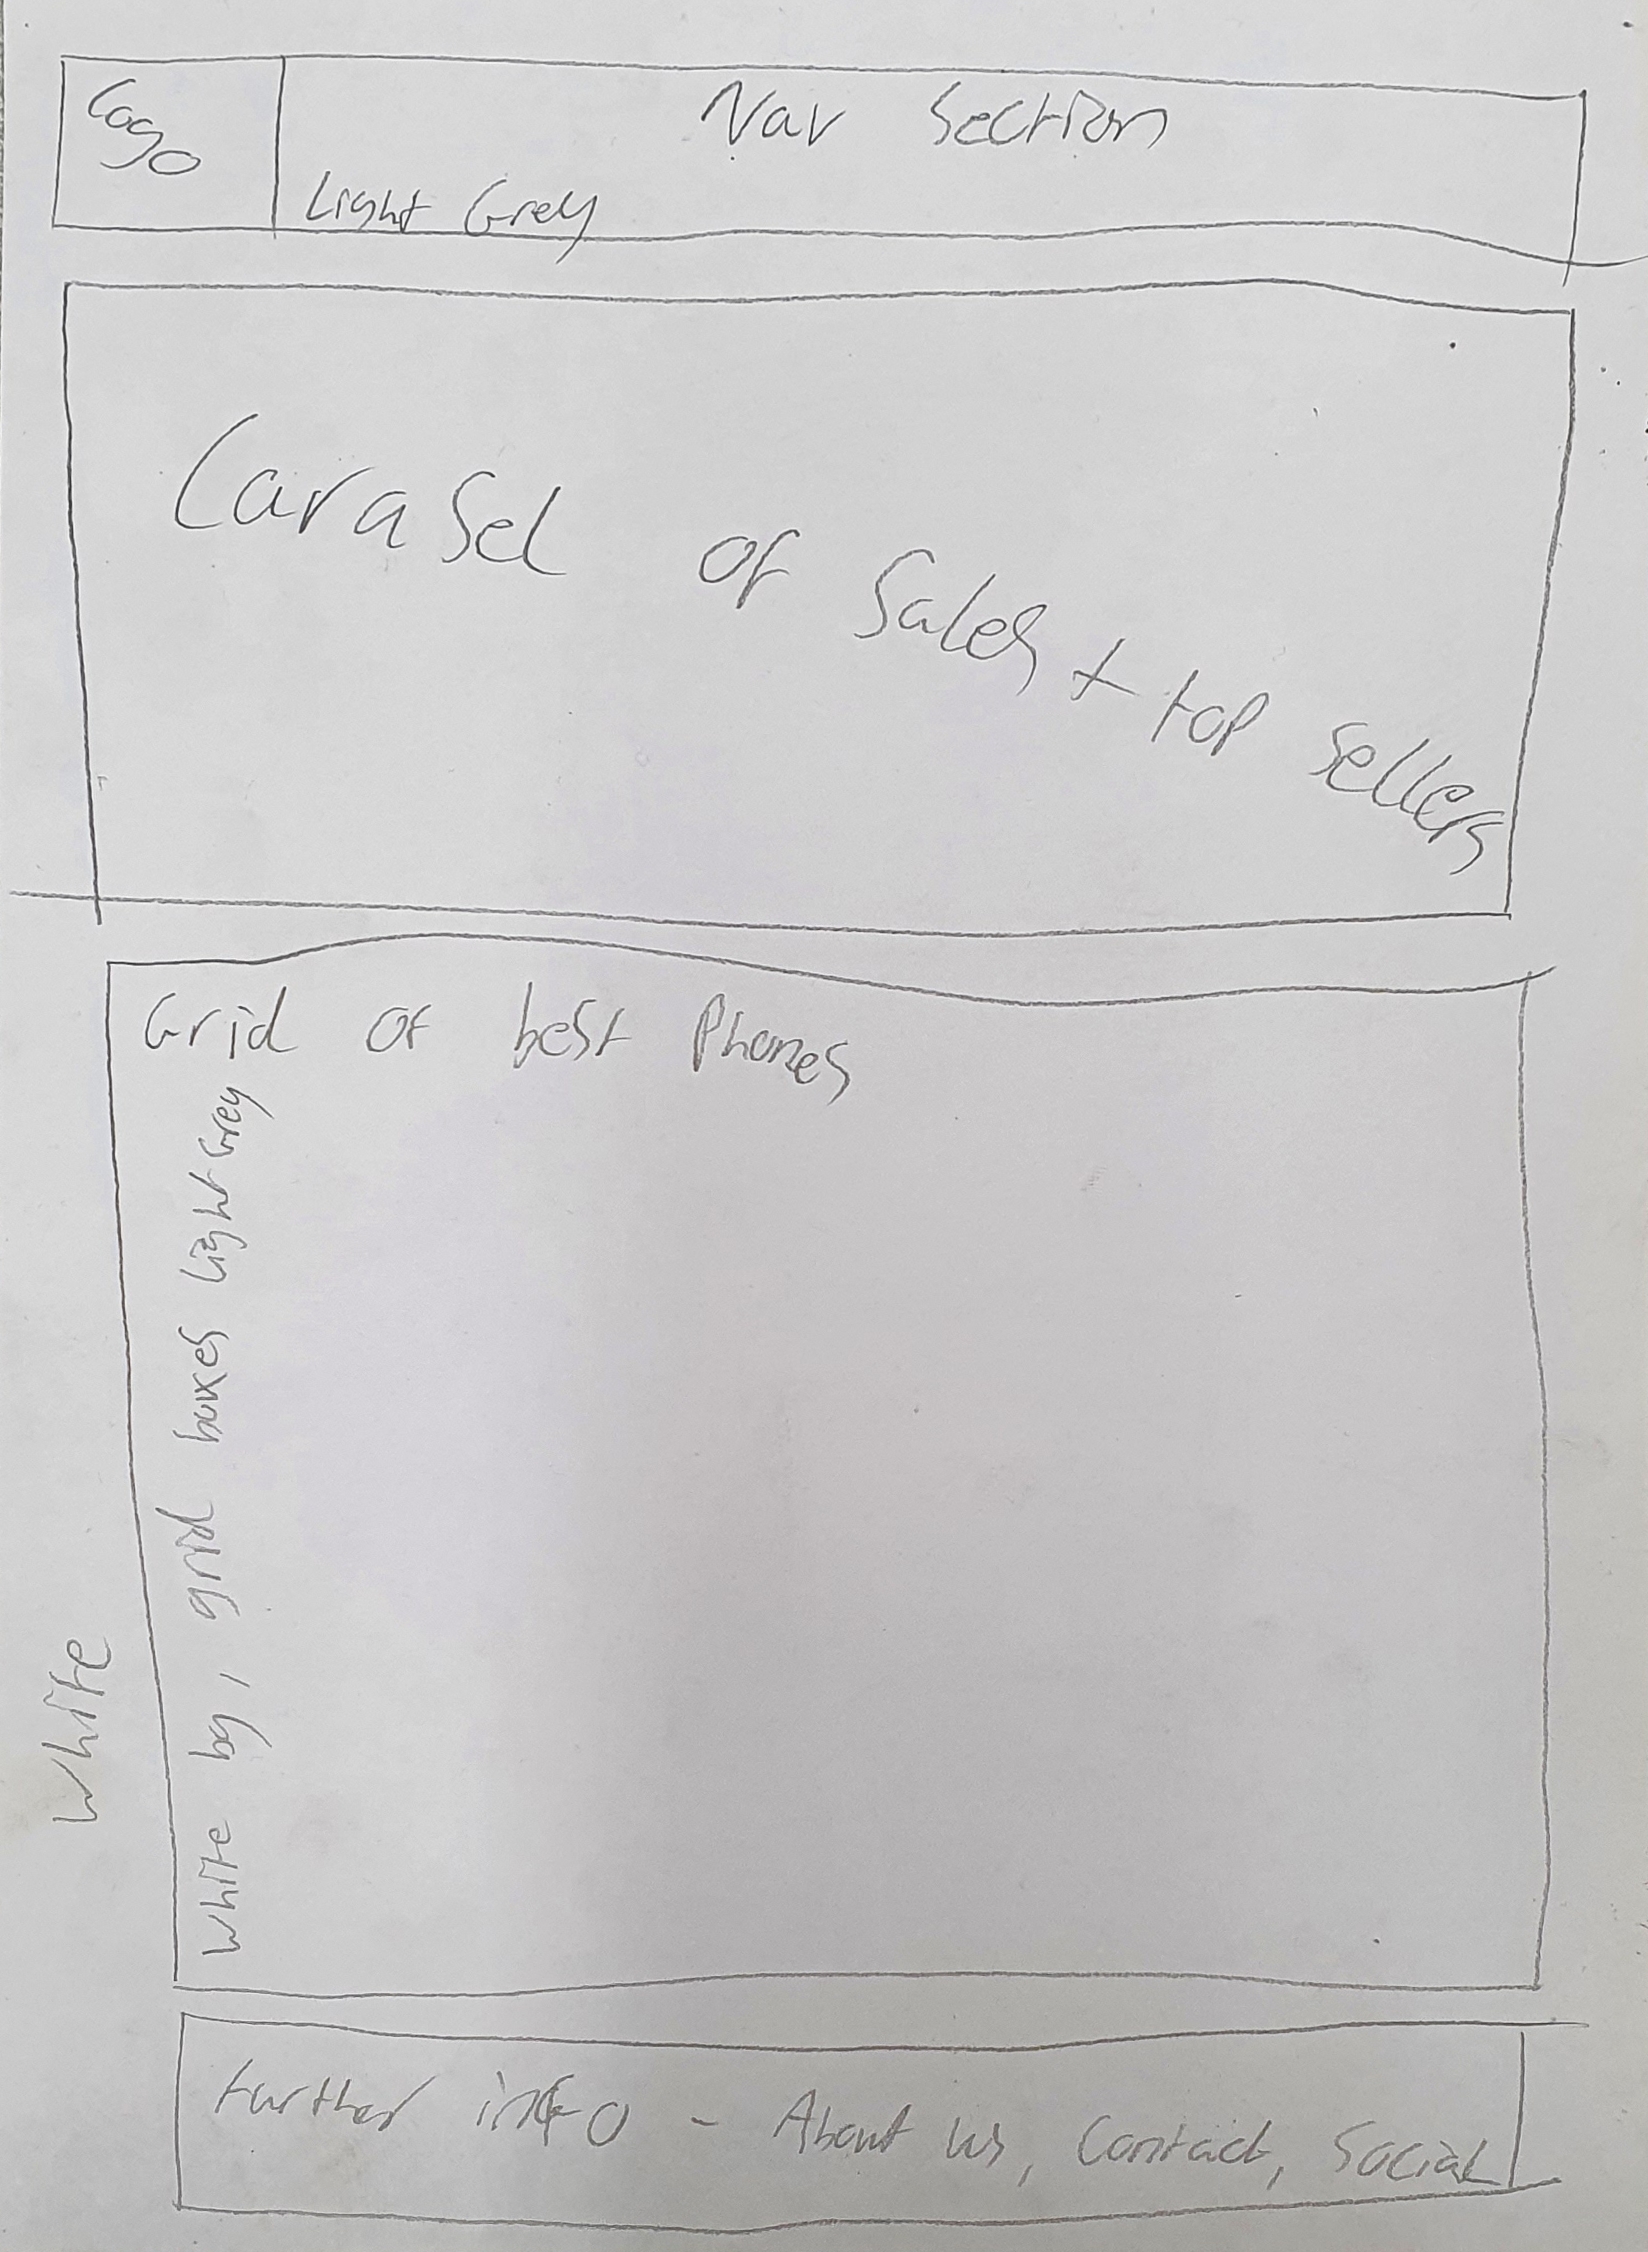 Logo
Nav Section
Light Grey
Carasel of Sales + top sellers
Grid of best Phones
White bg, grid boxes light Grey
White
Further info - About us, Contact, Social